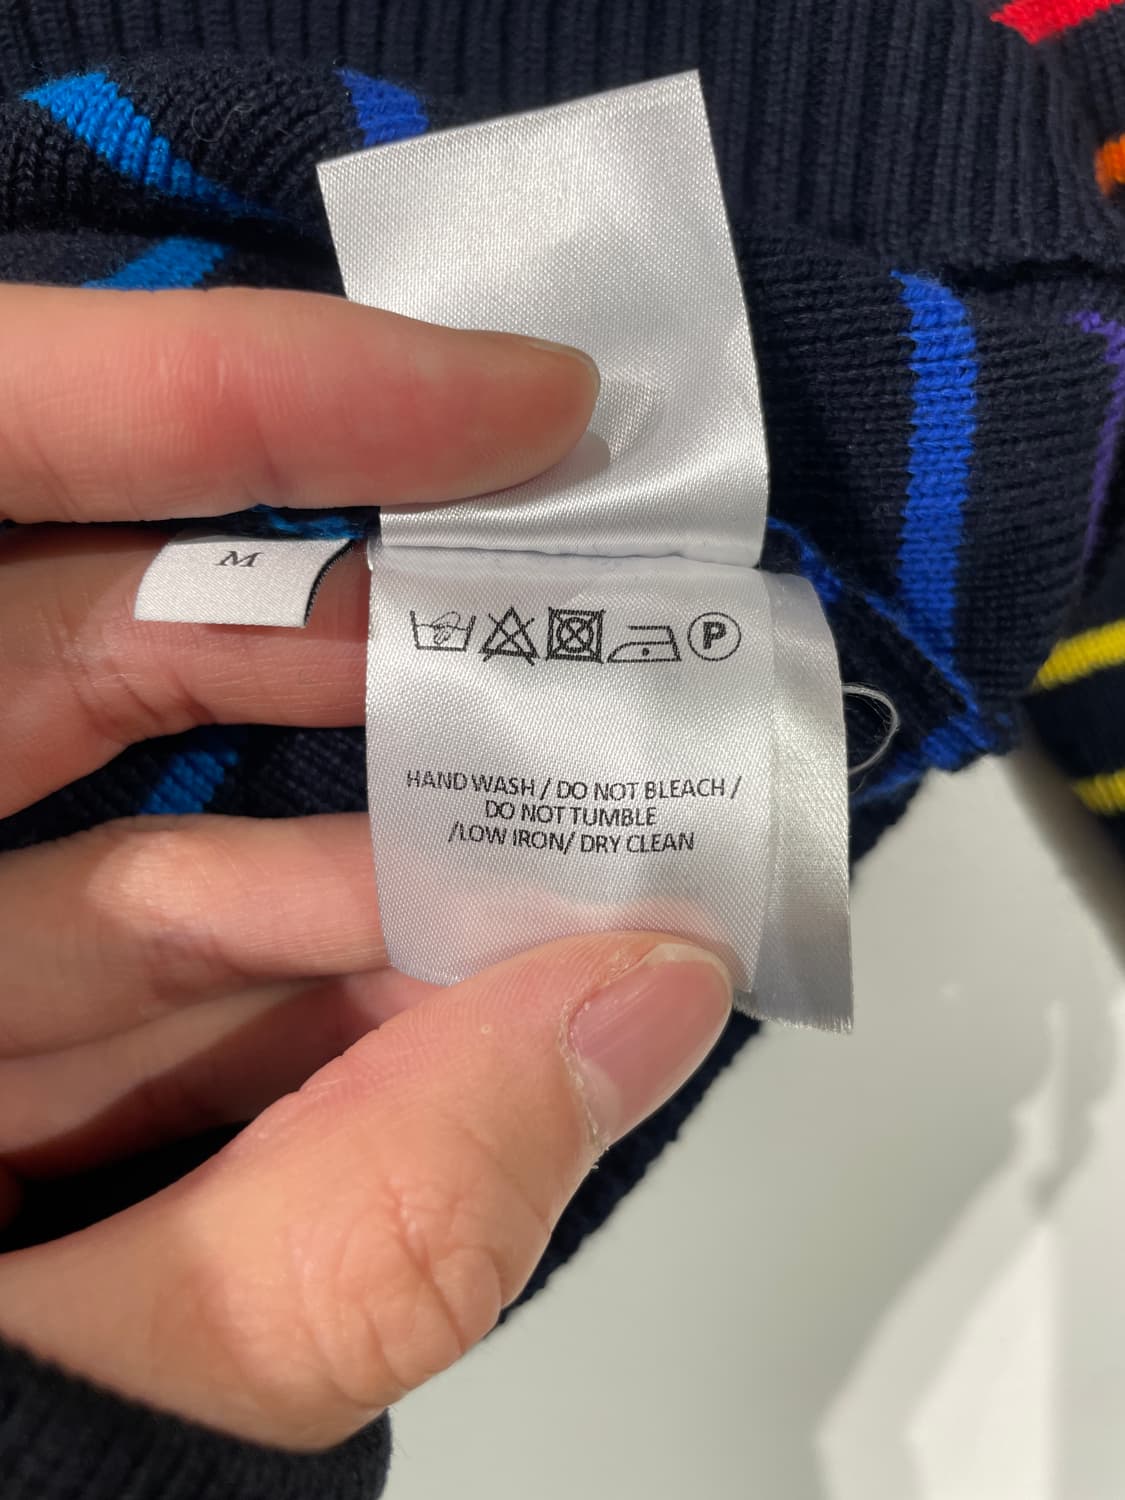 M
P
HAND WASH / DO NOT BLEACH /
DO NOT TUMBLE
/LOW IRON/ DRY CLEAN